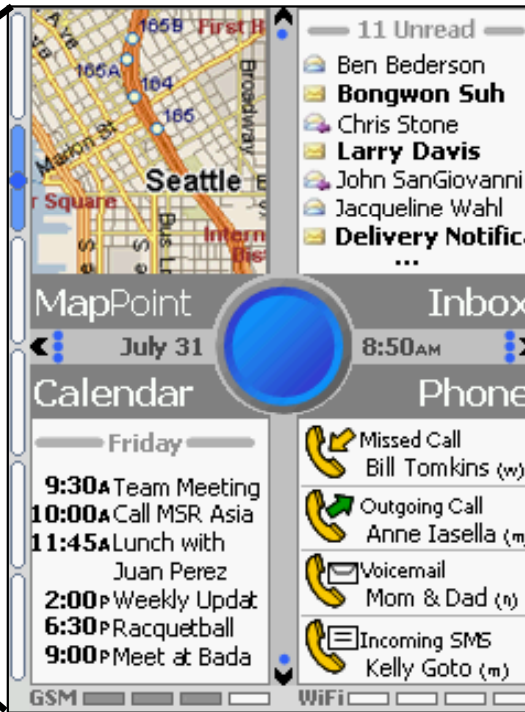 165B
First H
Ave
165A
164
Broadway
165
Marion St
Seattle
r Square
Bus
Intern
Dis
MapPoint
11 Unread
Ben Bederson
Bongwon Suh
Chris Stone
Larry Davis
John SanGiovanni
Jacqueline Wahl
Delivery Notifica
...
Inbox
July 31
8:50AM
Calendar
Friday
9:30A Team Meeting
10:00A Call MSR Asia
11:45A Lunch with
Juan Perez
2:00P Weekly Updat
6:30P Racquetball
9:00P Meet at Bada
Phone
Missed Call
Bill Tomkins (w)
Outgoing Call
Anne Iasella (m
Voicemail
Mom & Dad (h)
Incoming SMS
Kelly Goto (m)
GSM
WiFi